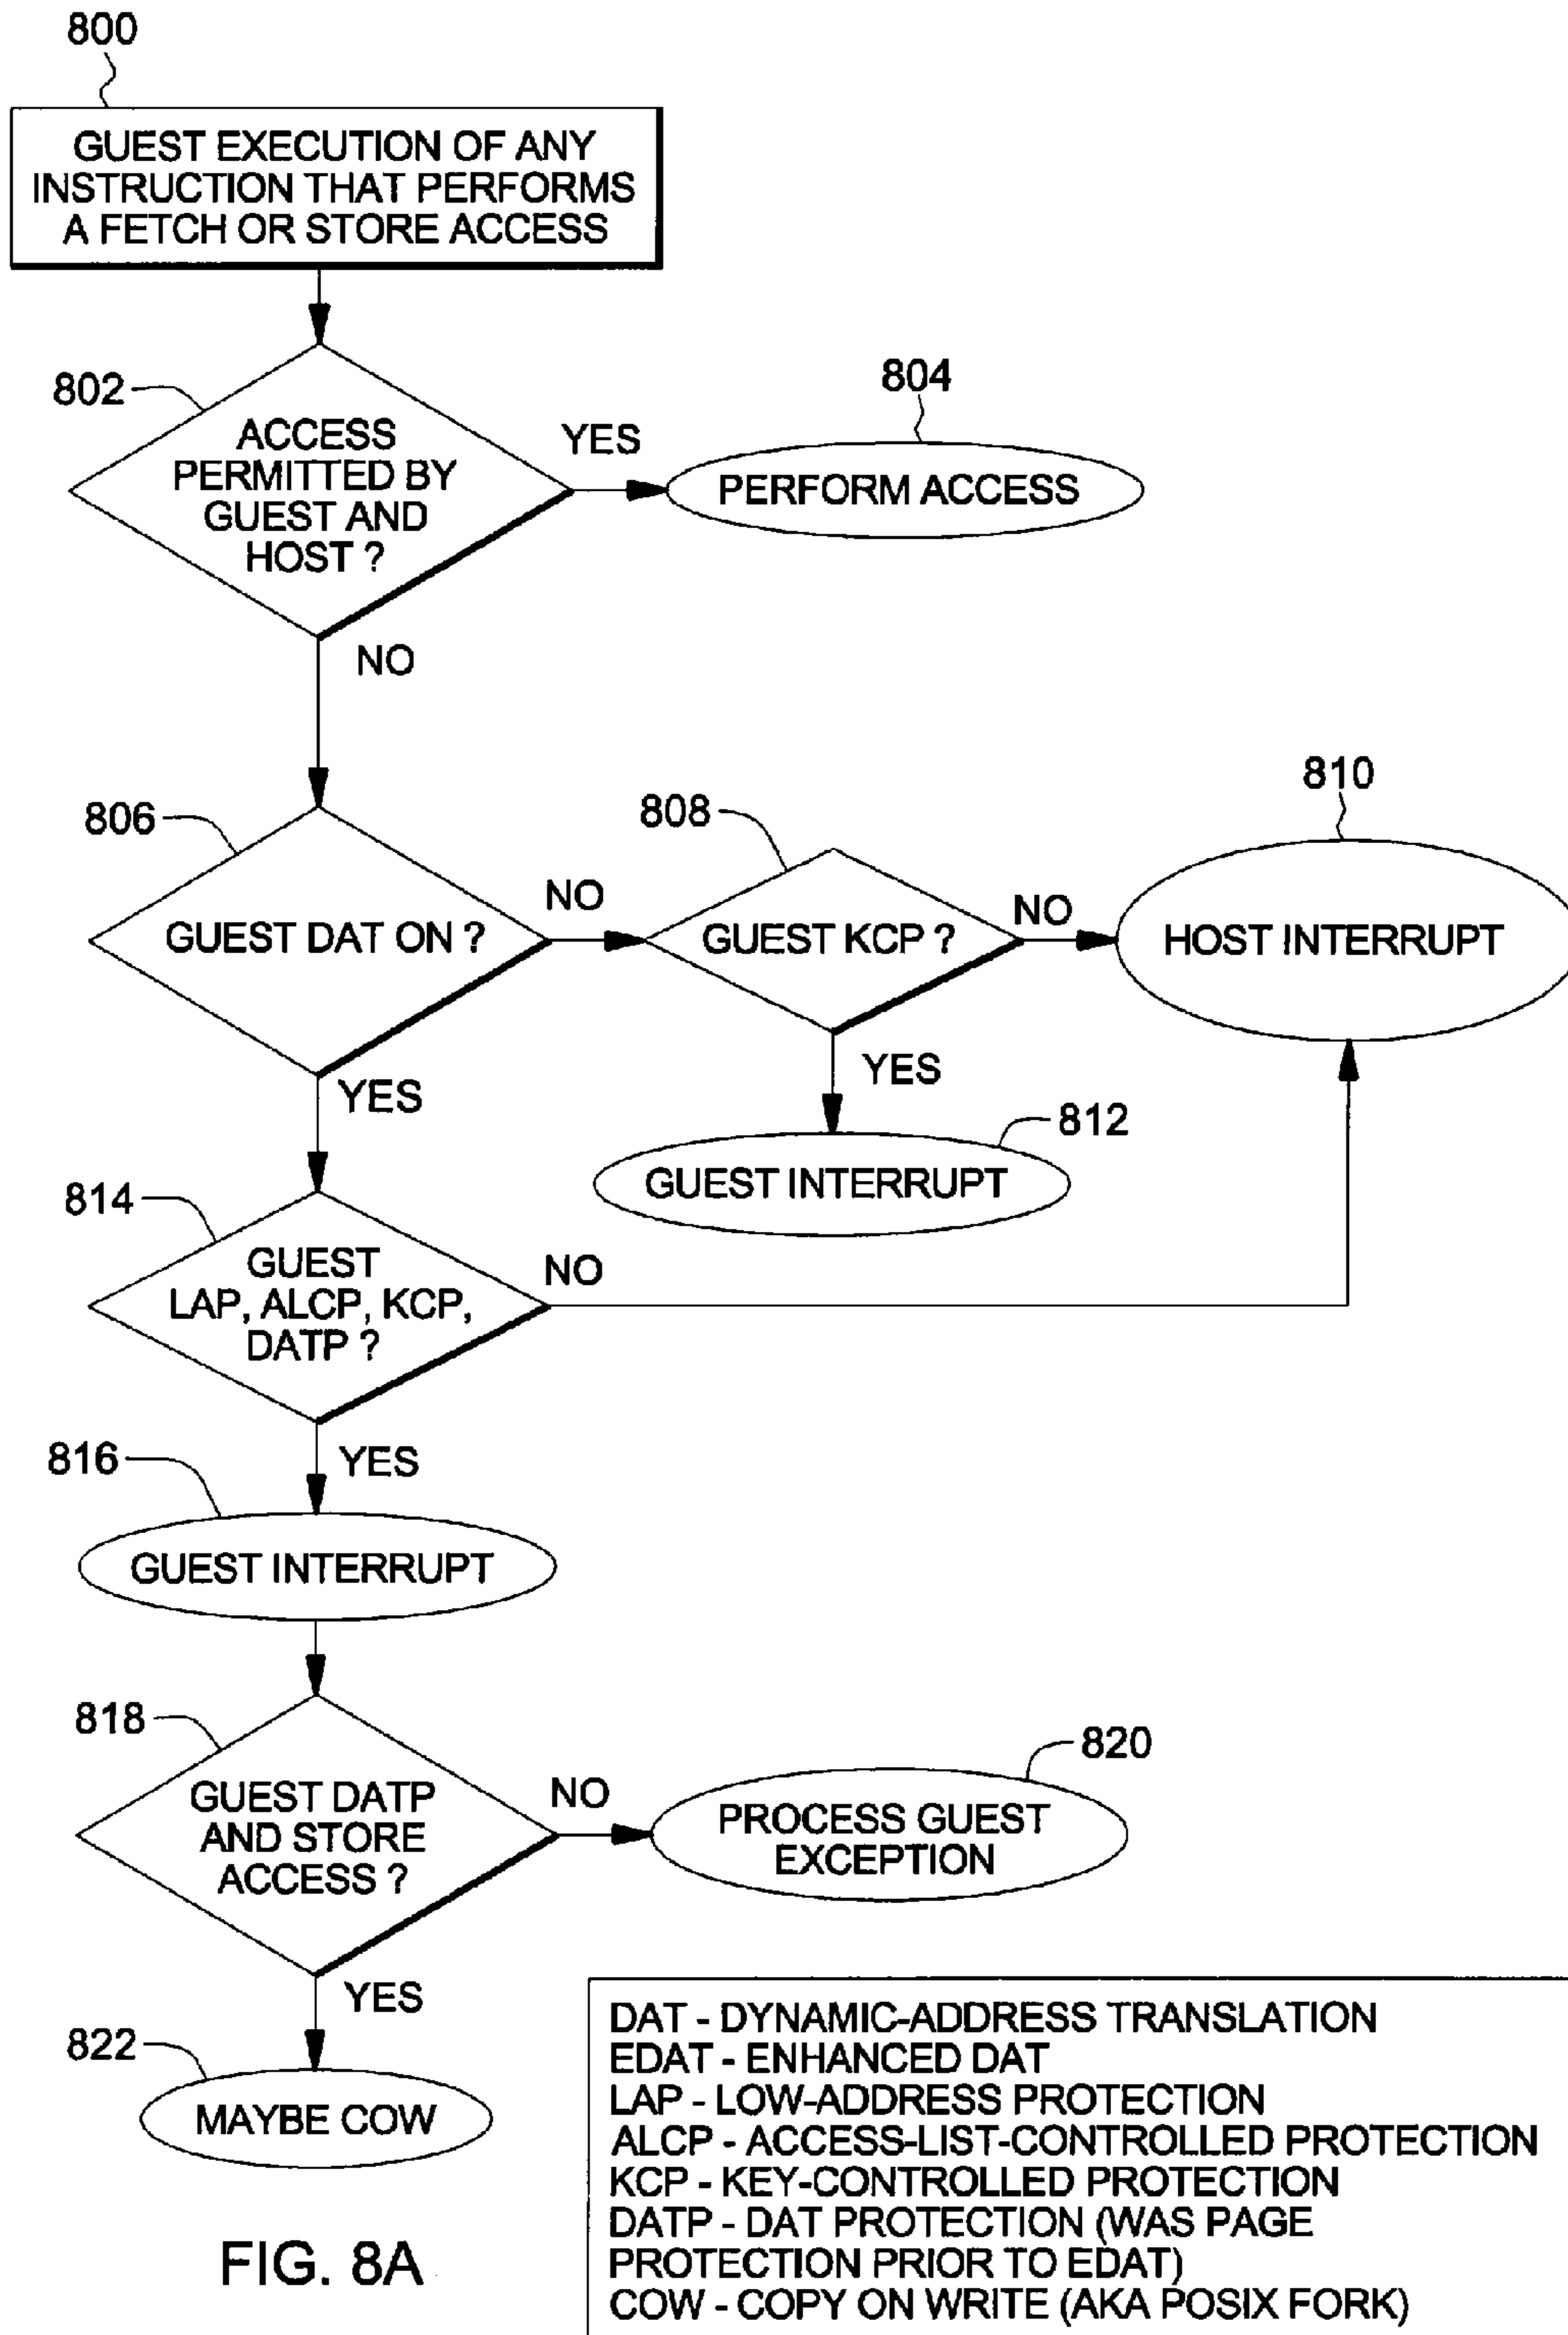 800
GUEST EXECUTION OF ANY
INSTRUCTION THAT PERFORMS
A FETCH OR STORE ACCESS
802
ACCESS
PERMITTED BY
GUEST AND
HOST ?
YES
804
PERFORM ACCESS
NO
806
GUEST DAT ON ?
NO
808
GUEST KCP ?
NO
810
HOST INTERRUPT
YES
YES
812
GUEST INTERRUPT
814
GUEST
LAP, ALCP, KCP,
DATP ?
NO
YES
816
GUEST INTERRUPT
818
GUEST DATP
AND STORE
ACCESS ?
NO
820
PROCESS GUEST
EXCEPTION
YES
822
MAYBE COW
DAT - DYNAMIC-ADDRESS TRANSLATION
EDAT - ENHANCED DAT
LAP - LOW-ADDRESS PROTECTION
ALCP - ACCESS-LIST-CONTROLLED PROTECTION
KCP - KEY-CONTROLLED PROTECTION
DATP - DAT PROTECTION (WAS PAGE
PROTECTION PRIOR TO EDAT)
COW - COPY ON WRITE (AKA POSIX FORK)
FIG. 8A